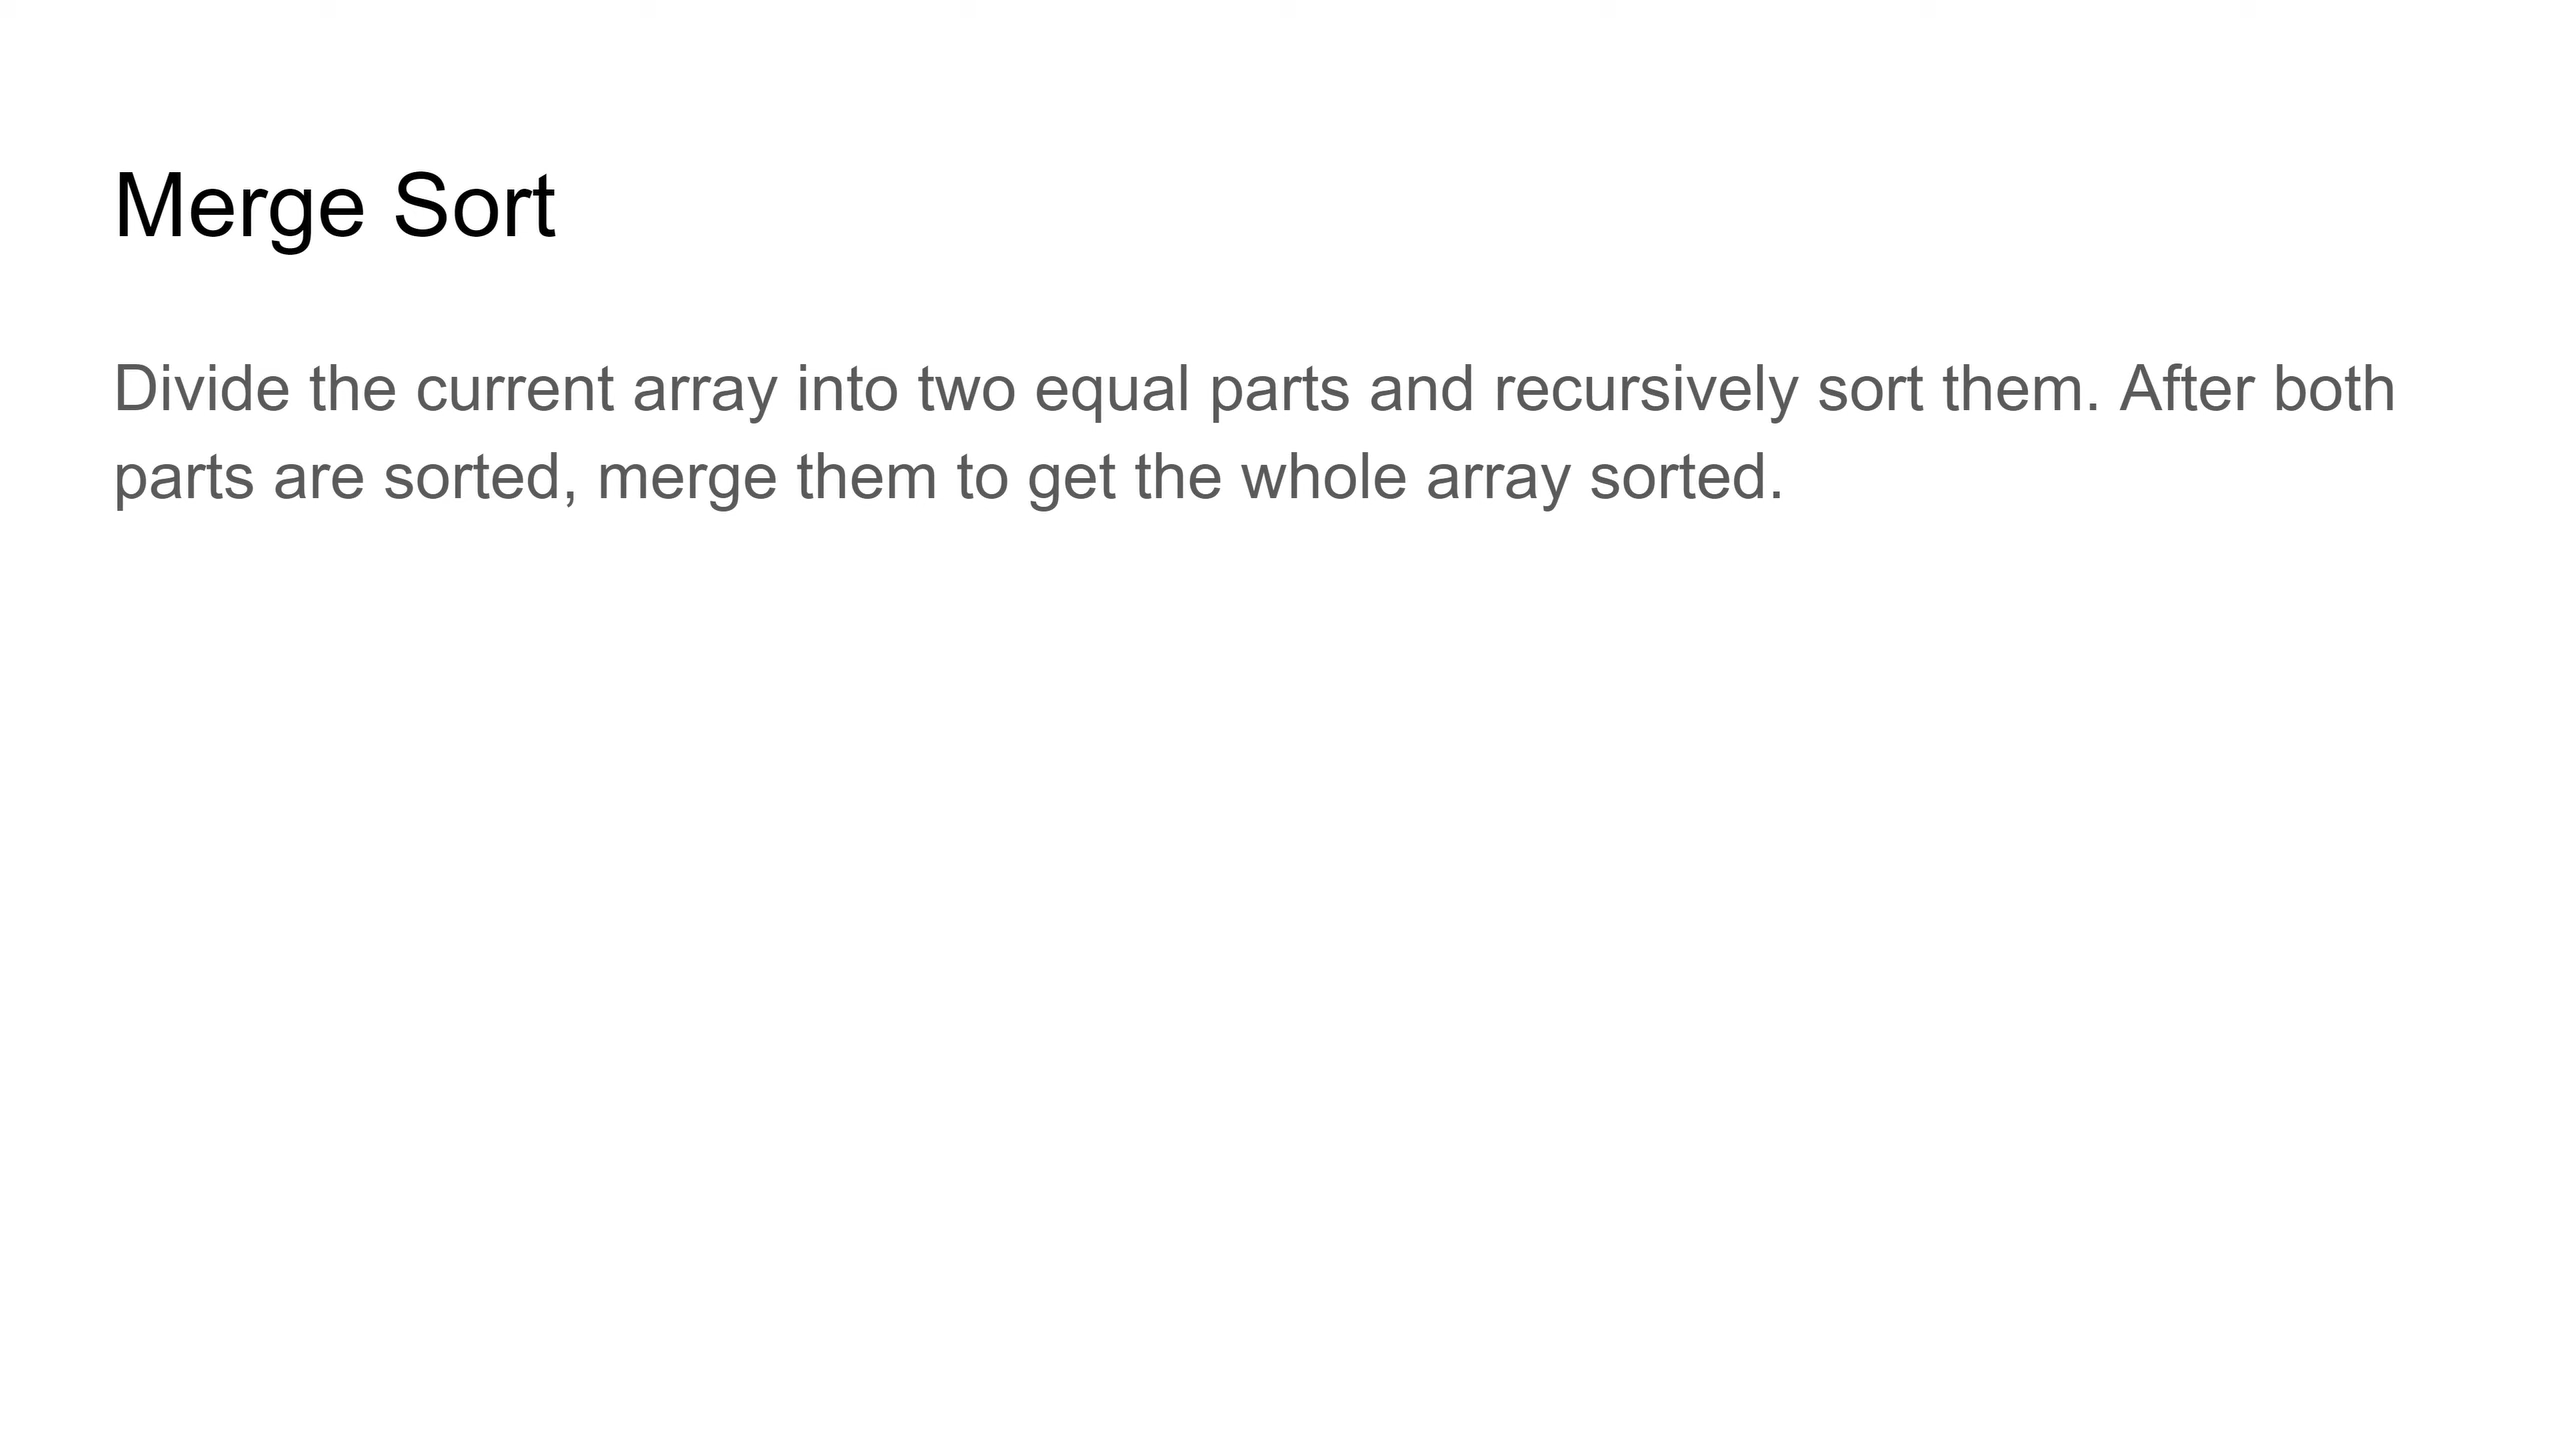 Merge Sort
Divide the current array into two equal parts and recursively sort them. After both
parts are sorted, merge them to get the whole array sorted.